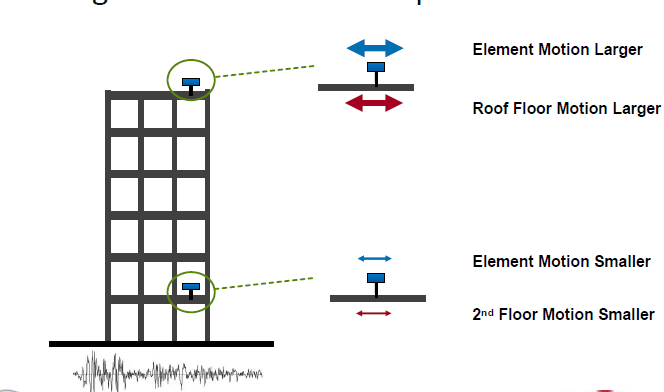 Element Motion Larger
Roof Floor Motion Larger
Element Motion Smaller
2nd Floor Motion Smaller